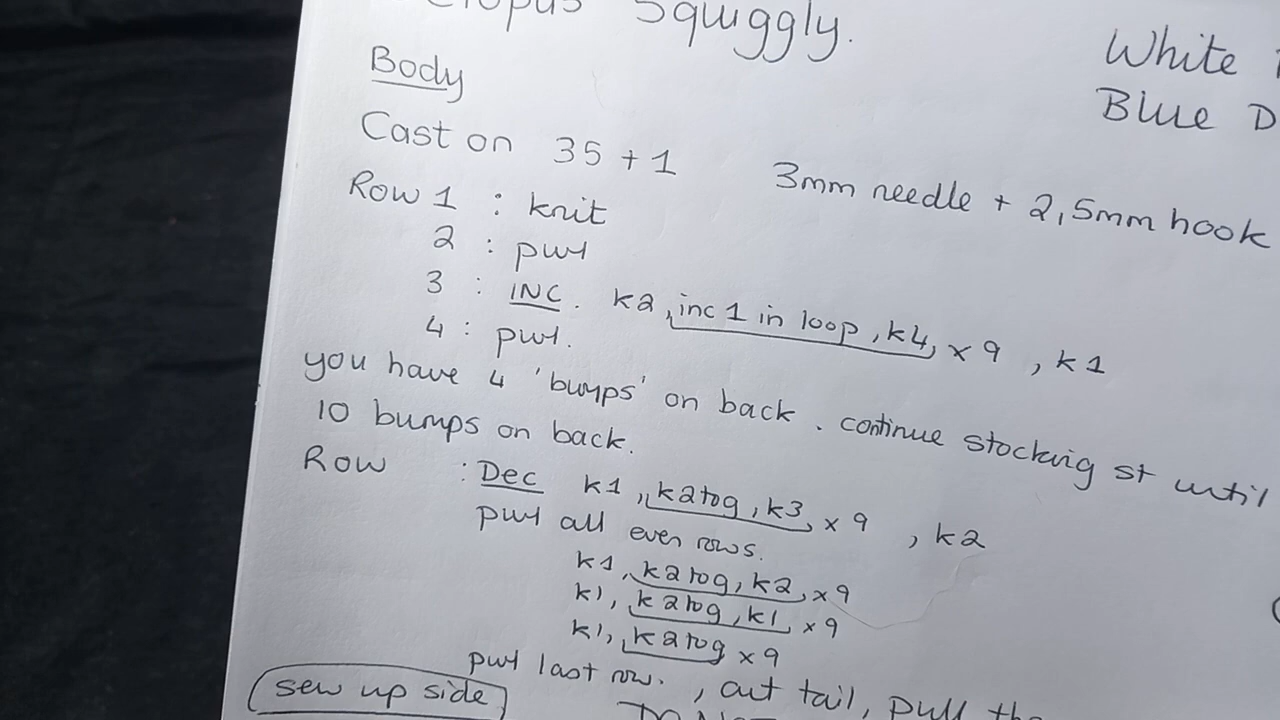 Squiggly.
White
Blue D
Body
Cast on 35 + 1 3mm needle + 2,5mm hook
Row 1 : knit
2 : purl
3 : INC. k2, inc 1 in loop, k4, x 9, k1
4 : purl.
you have 4 'bumps' on back. continue stocking st until
10 bumps on back.
Row : Dec k1, k2tog, k3, x 9, k2
purl all even rows.
k1, k2tog, k2, x 9
k1, k2tog, k1, x 9
k1, k2tog x 9
purl last row., cut tail, pull
sew up side